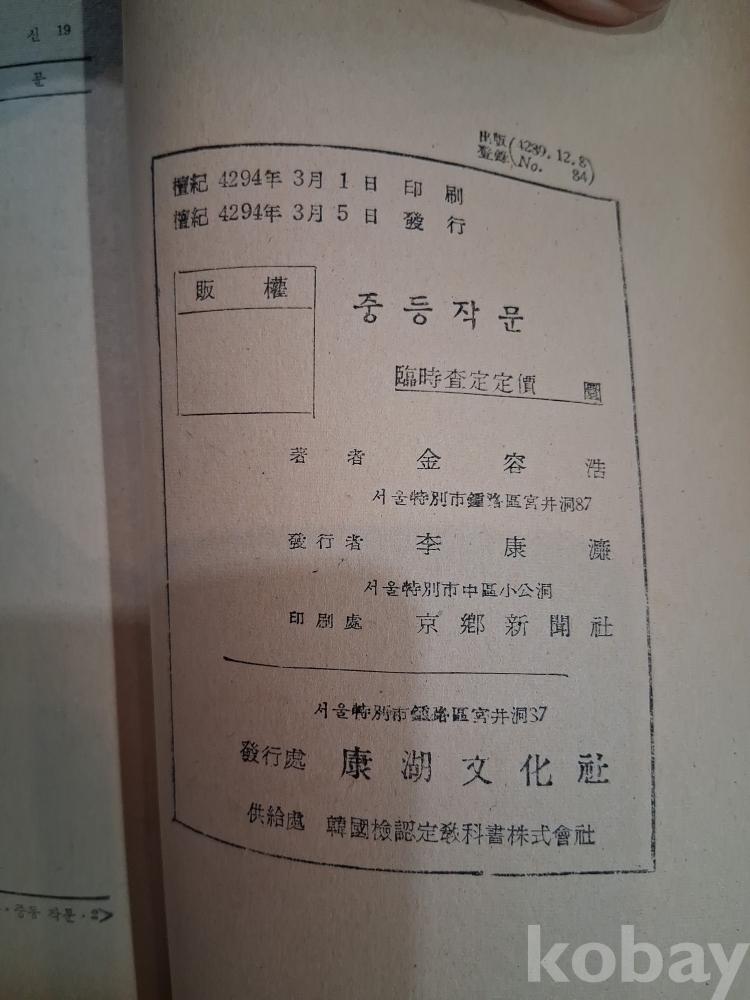 신 19
문
出版
登錄
(4289.12.8
No. 84)
檀紀 4294年 3月 1日 印刷
檀紀 4294年 3月 5日 發行
販權
중등작문
臨時査定定價 圜
著者 金容浩
서울特別市鍾路區宮井洞87
發行者 李康濂
서울特別市中區小公洞
印刷處 京鄕新聞社
서울特別市鍾路區宮井洞37
發行處 康湖文化社
供給處 韓國檢認定敎科書株式會社
중등 작문
kobay